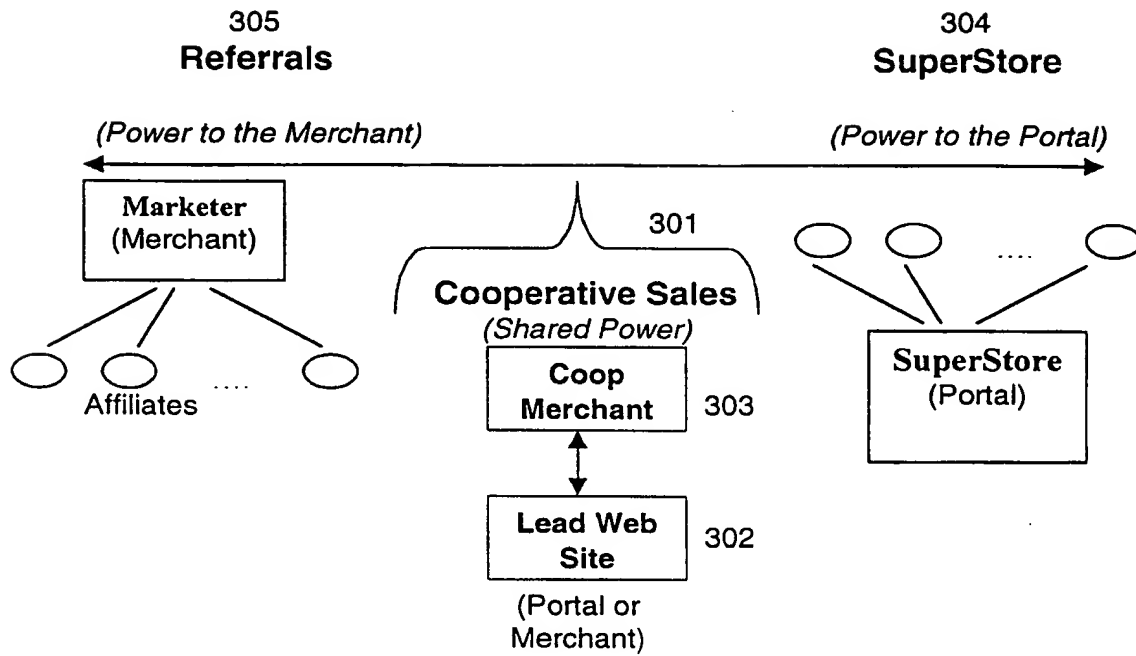 305
Referrals
304
SuperStore
(Power to the Merchant)
(Power to the Portal)
Marketer
(Merchant)
301
Cooperative Sales
(Shared Power)
....
....
Affiliates
Coop
Merchant
303
SuperStore
(Portal)
Lead Web
Site
302
(Portal or
Merchant)